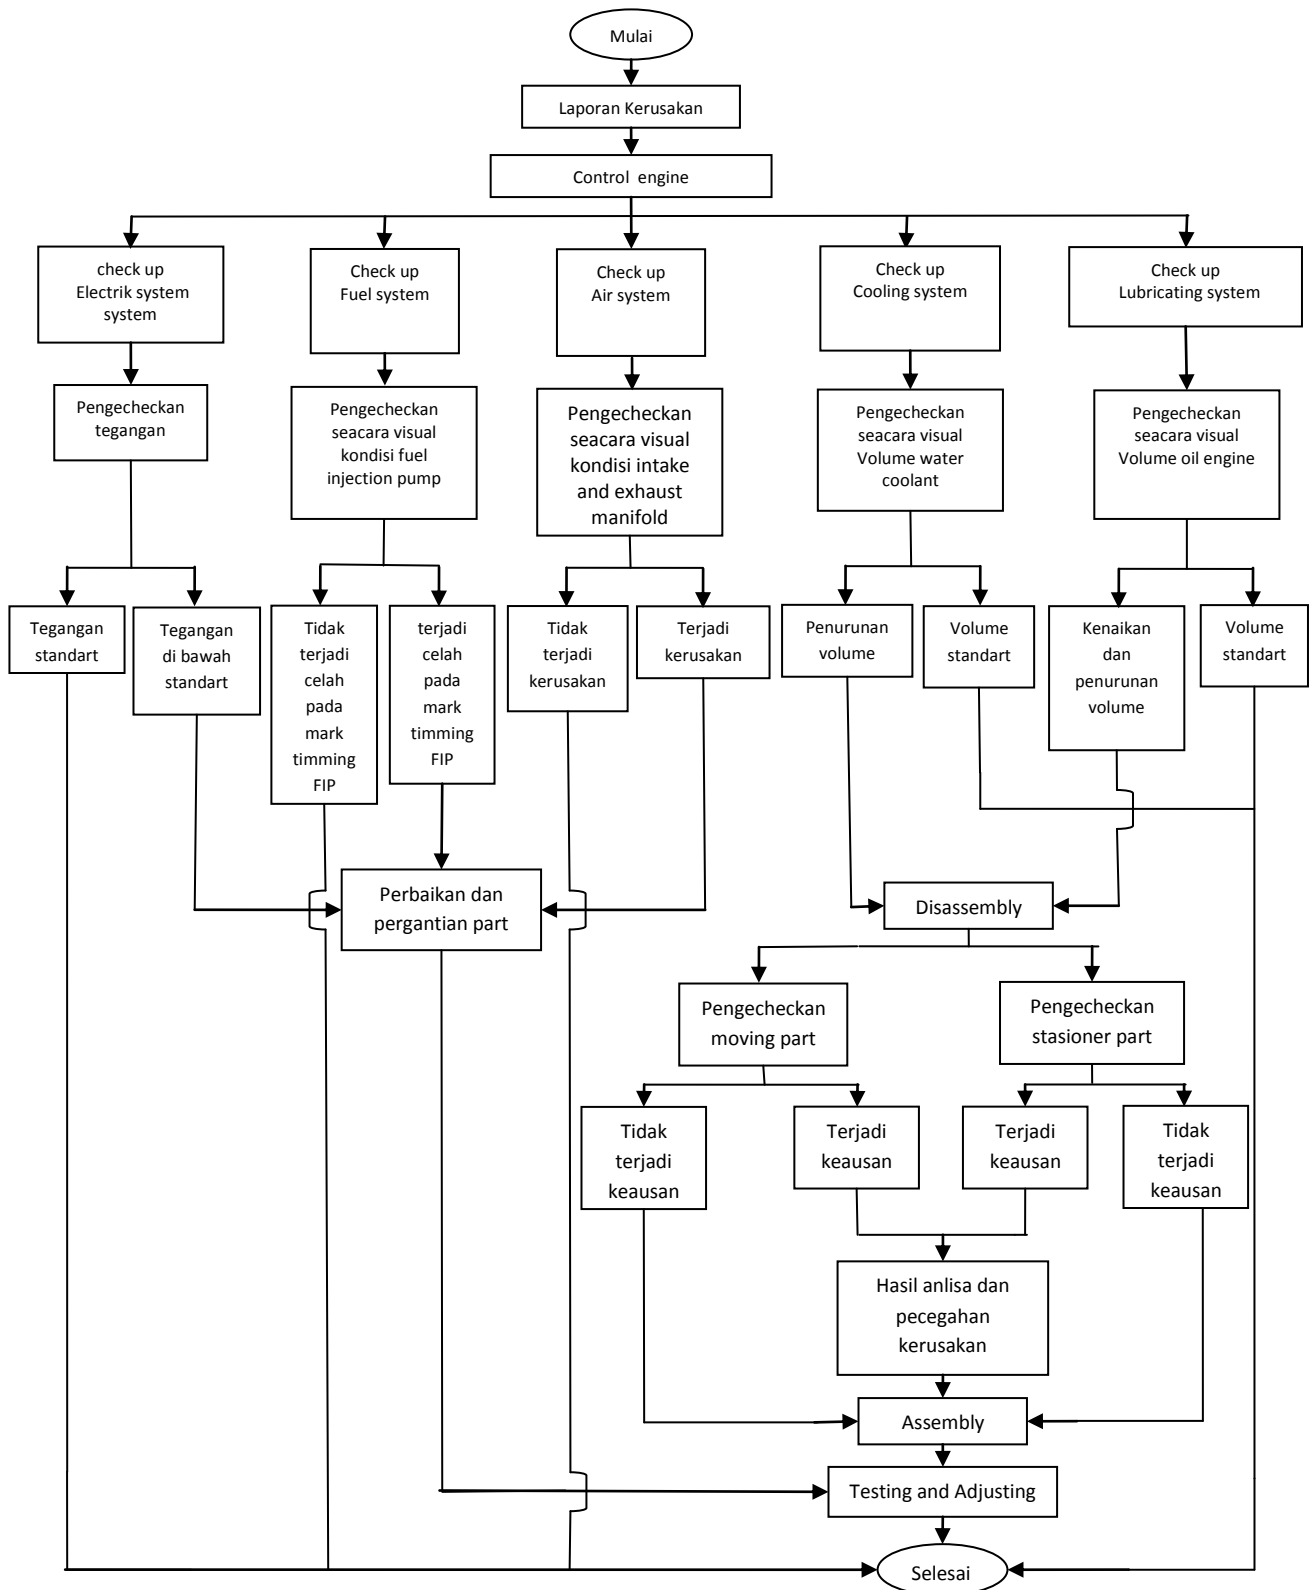 Mulai
Laporan Kerusakan
Control engine
check up
Electrik system
system
Check up
Fuel system
Check up
Air system
Check up
Cooling system
Check up
Lubricating system
Pengecheckan
tegangan
Pengecheckan
seacara visual
kondisi fuel
injection pump
Pengecheckan
seacara visual
kondisi intake
and exhaust
manifold
Pengecheckan
seacara visual
Volume water
coolant
Pengecheckan
seacara visual
Volume oil engine
Tegangan
standart
Tegangan
di bawah
standart
Tidak
terjadi
celah
pada
mark
timming
FIP
terjadi
celah
pada
mark
timming
FIP
Tidak
terjadi
kerusakan
Terjadi
kerusakan
Penurunan
volume
Volume
standart
Kenaikan
dan
penurunan
volume
Volume
standart
Perbaikan dan
pergantian part
Disassembly
Pengecheckan
moving part
Pengecheckan
stasioner part
Tidak
terjadi
keausan
Terjadi
keausan
Terjadi
keausan
Tidak
terjadi
keausan
Hasil anlisa dan
pecegahan
kerusakan
Assembly
Testing and Adjusting
Selesai